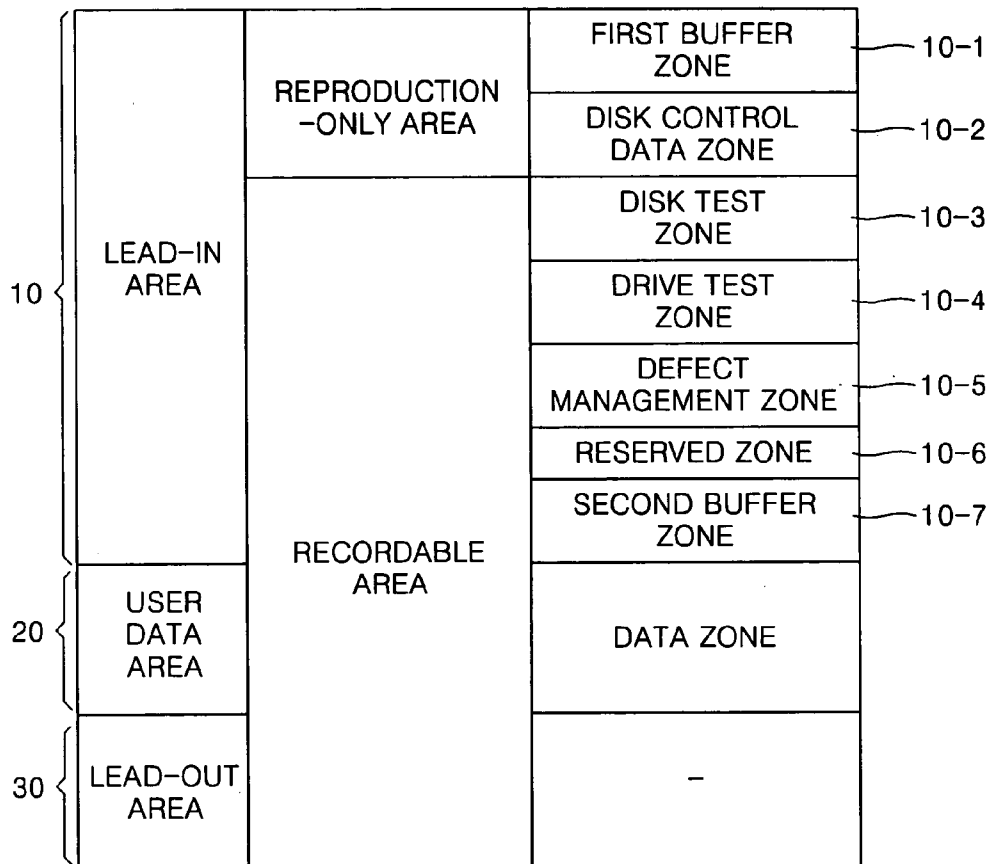 FIRST BUFFER
ZONE
10-1
REPRODUCTION
-ONLY AREA
DISK CONTROL
DATA ZONE
10-2
DISK TEST
ZONE
10-3
10
LEAD-IN
AREA
DRIVE TEST
ZONE
10-4
DEFECT
MANAGEMENT ZONE
10-5
RESERVED ZONE
10-6
SECOND BUFFER
ZONE
10-7
RECORDABLE
AREA
20
USER
DATA
AREA
DATA ZONE
30
LEAD-OUT
AREA
-